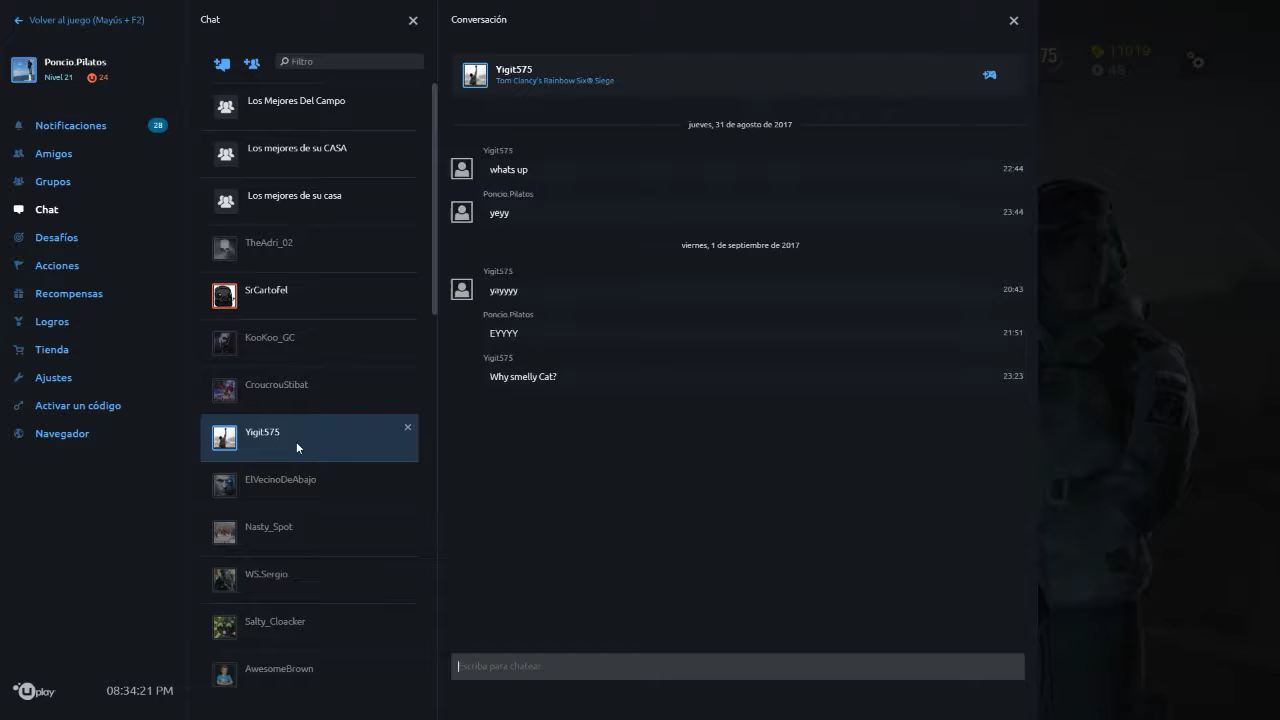 Volver al juego (Mayús + F2)
Poncio.Pilatos
Nivel 21 24
Notificaciones 28
Amigos
Grupos
Chat
Desafíos
Acciones
Recompensas
Logros
Tienda
Ajustes
Activar un código
Navegador
Uplay 08:34:21 PM
Chat
Filtro
Los Mejores Del Campo
Los mejores de su CASA
Los mejores de su casa
TheAdri_02
SrCartofel
KooKoo_GC
CroucrouStibat
Yigit575
ElVecinoDeAbajo
Nasty_Spot
WS.Sergio.
Salty_Cloacker
AwesomeBrown
Conversación
Yigit575
Tom Clancy's Rainbow Six® Siege
jueves, 31 de agosto de 2017
Yigit575
whats up 22:44
Poncio.Pilatos
yeyy 23:44
viernes, 1 de septiembre de 2017
Yigit575
yayyyy 20:43
Poncio.Pilatos
EYYYY 21:51
Yigit575
Why smelly Cat? 23:23
Escriba para chatear
75
11019
48